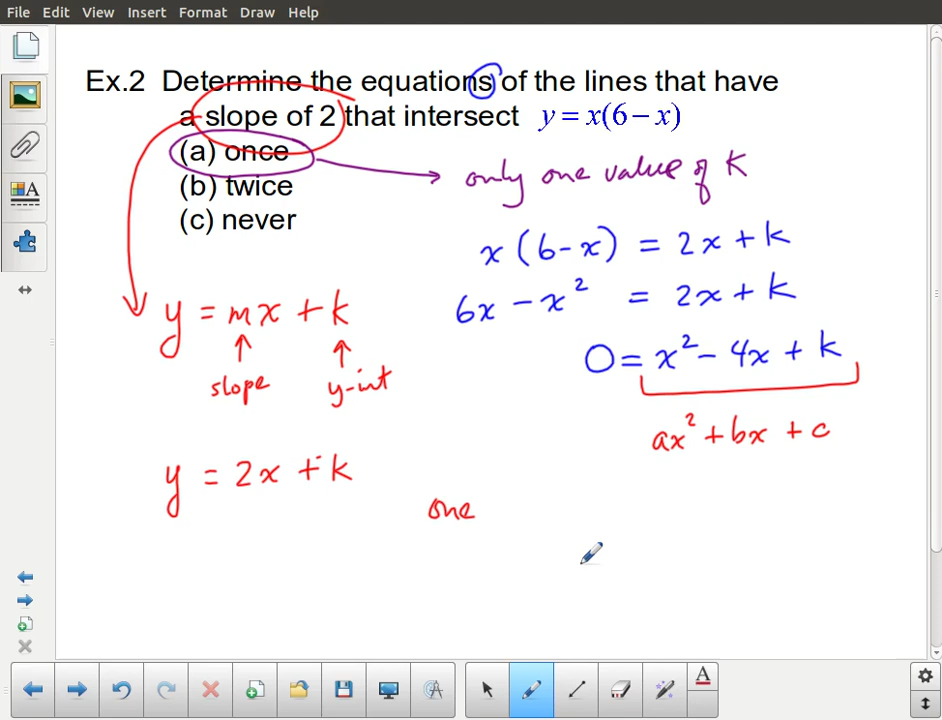 File Edit View Insert Format Draw Help
Ex.2 Determine the equations of the lines that have
a slope of 2 that intersect y = x(6 − x)
(a) once
only one value of k
(b) twice
(c) never
x(6-x) = 2x + k
6x - x² = 2x + k
y = mx + k
0 = x² - 4x + k
slope y-int
ax² + bx + c
y = 2x + k
one
A
A